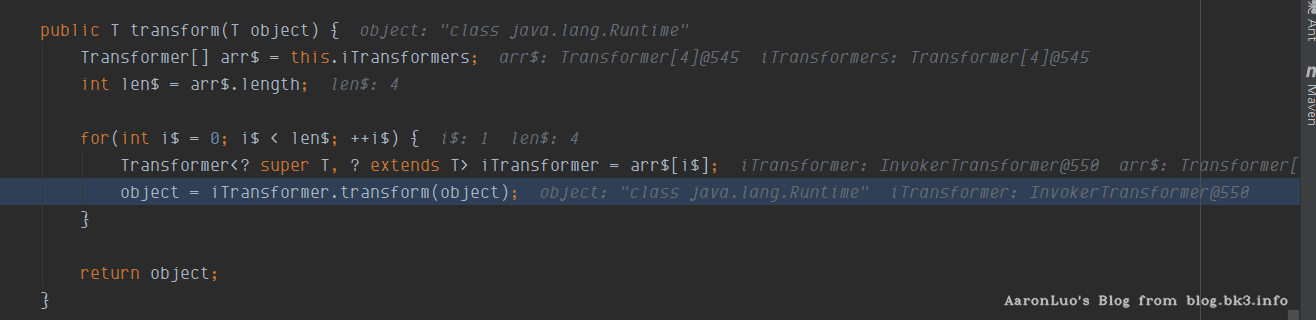 public T transform(T object) {  object: "class java.lang.Runtime"
Transformer[] arr$ = this.iTransformers;  arr$: Transformer[4]@545  iTransformers: Transformer[4]@545
int len$ = arr$.length;  len$: 4
for(int i$ = 0; i$ < len$; ++i$) {  i$: 1  len$: 4
Transformer<? super T, ? extends T> iTransformer = arr$[i$];  iTransformer: InvokerTransformer@550  arr$: Transformer[
object = iTransformer.transform(object);  object: "class java.lang.Runtime"  iTransformer: InvokerTransformer@550
}
return object;
}
Ant
m
Maven
AaronLuo's Blog from blog.bk3.info